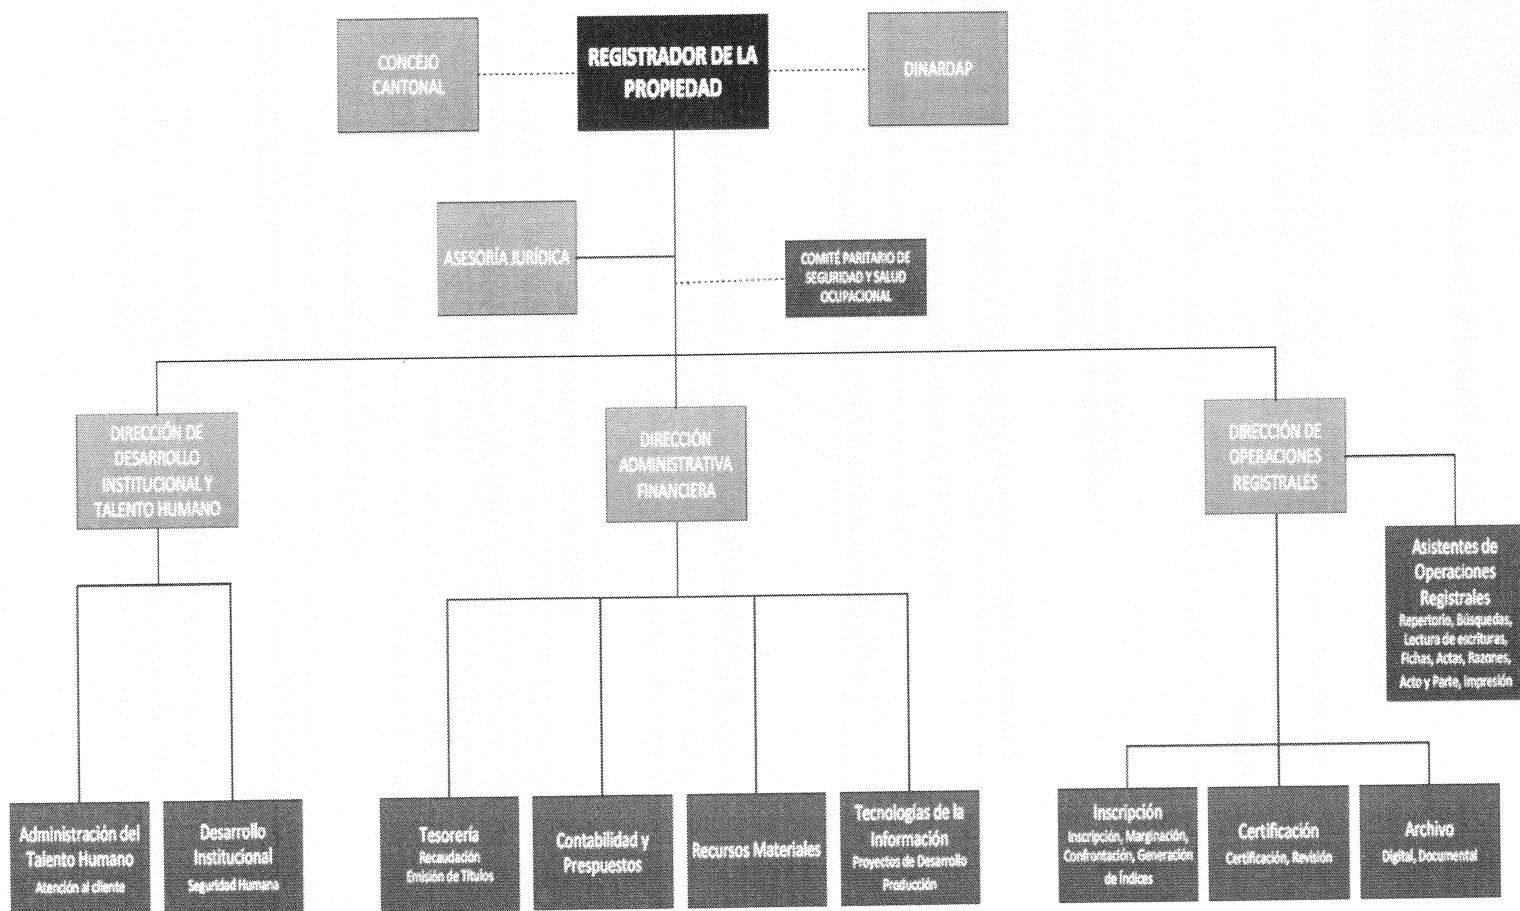 CONCEJO
CANTONAL
REGISTRADOR DE LA
PROPIEDAD
DINARDAP
ASESORÍA JURÍDICA
COMITÉ PARITARIO DE
SEGURIDAD Y SALUD
OCUPACIONAL
DIRECCIÓN DE
DESARROLLO
INSTITUCIONAL Y
TALENTO HUMANO
DIRECCIÓN
ADMINISTRATIVA
FINANCIERA
DIRECCIÓN DE
OPERACIONES
REGISTRALES
Asistentes de
Operaciones
Registrales
Repertorio, Búsquedas,
Lectura de escrituras,
Fichas, Actas, Razones,
Acto y Parte, Impresión
Administración del
Talento Humano
Atención al cliente
Desarrollo
Institucional
Seguridad Humana
Tesorería
Recaudación
Emisión de Títulos
Contabilidad y
Prespuestos
Recursos Materiales
Tecnologías de la
Información
Proyectos de Desarrollo
Producción
Inscripción
Inscripción, Marginación,
Confrontación, Generación
de Índices
Certificación
Certificación, Revisión
Archivo
Digital, Documental